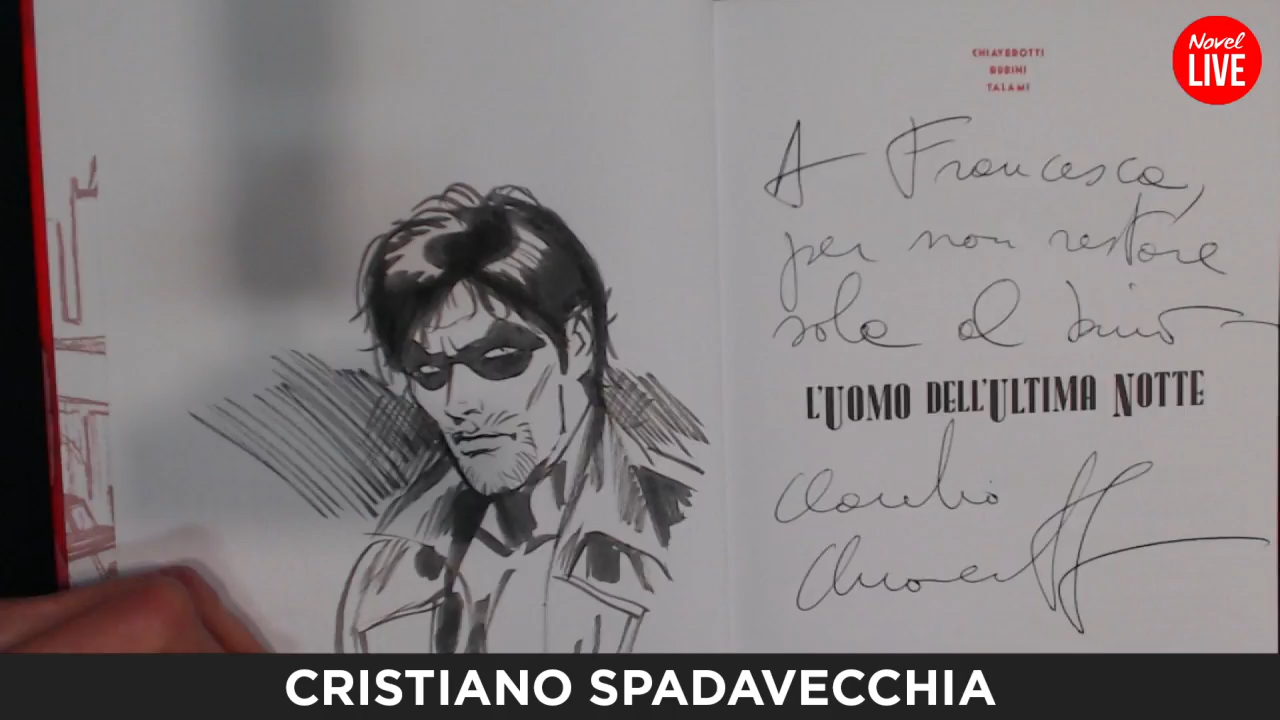 Novel
LIVE
CHIAVEROTTI
RUBINI
TALAMI
A Francesca,
per non restare
sola al buio
L'UOMO DELL'ULTIMA NOTTE
Claudio
Chiaverotti
CRISTIANO SPADAVECCHIA